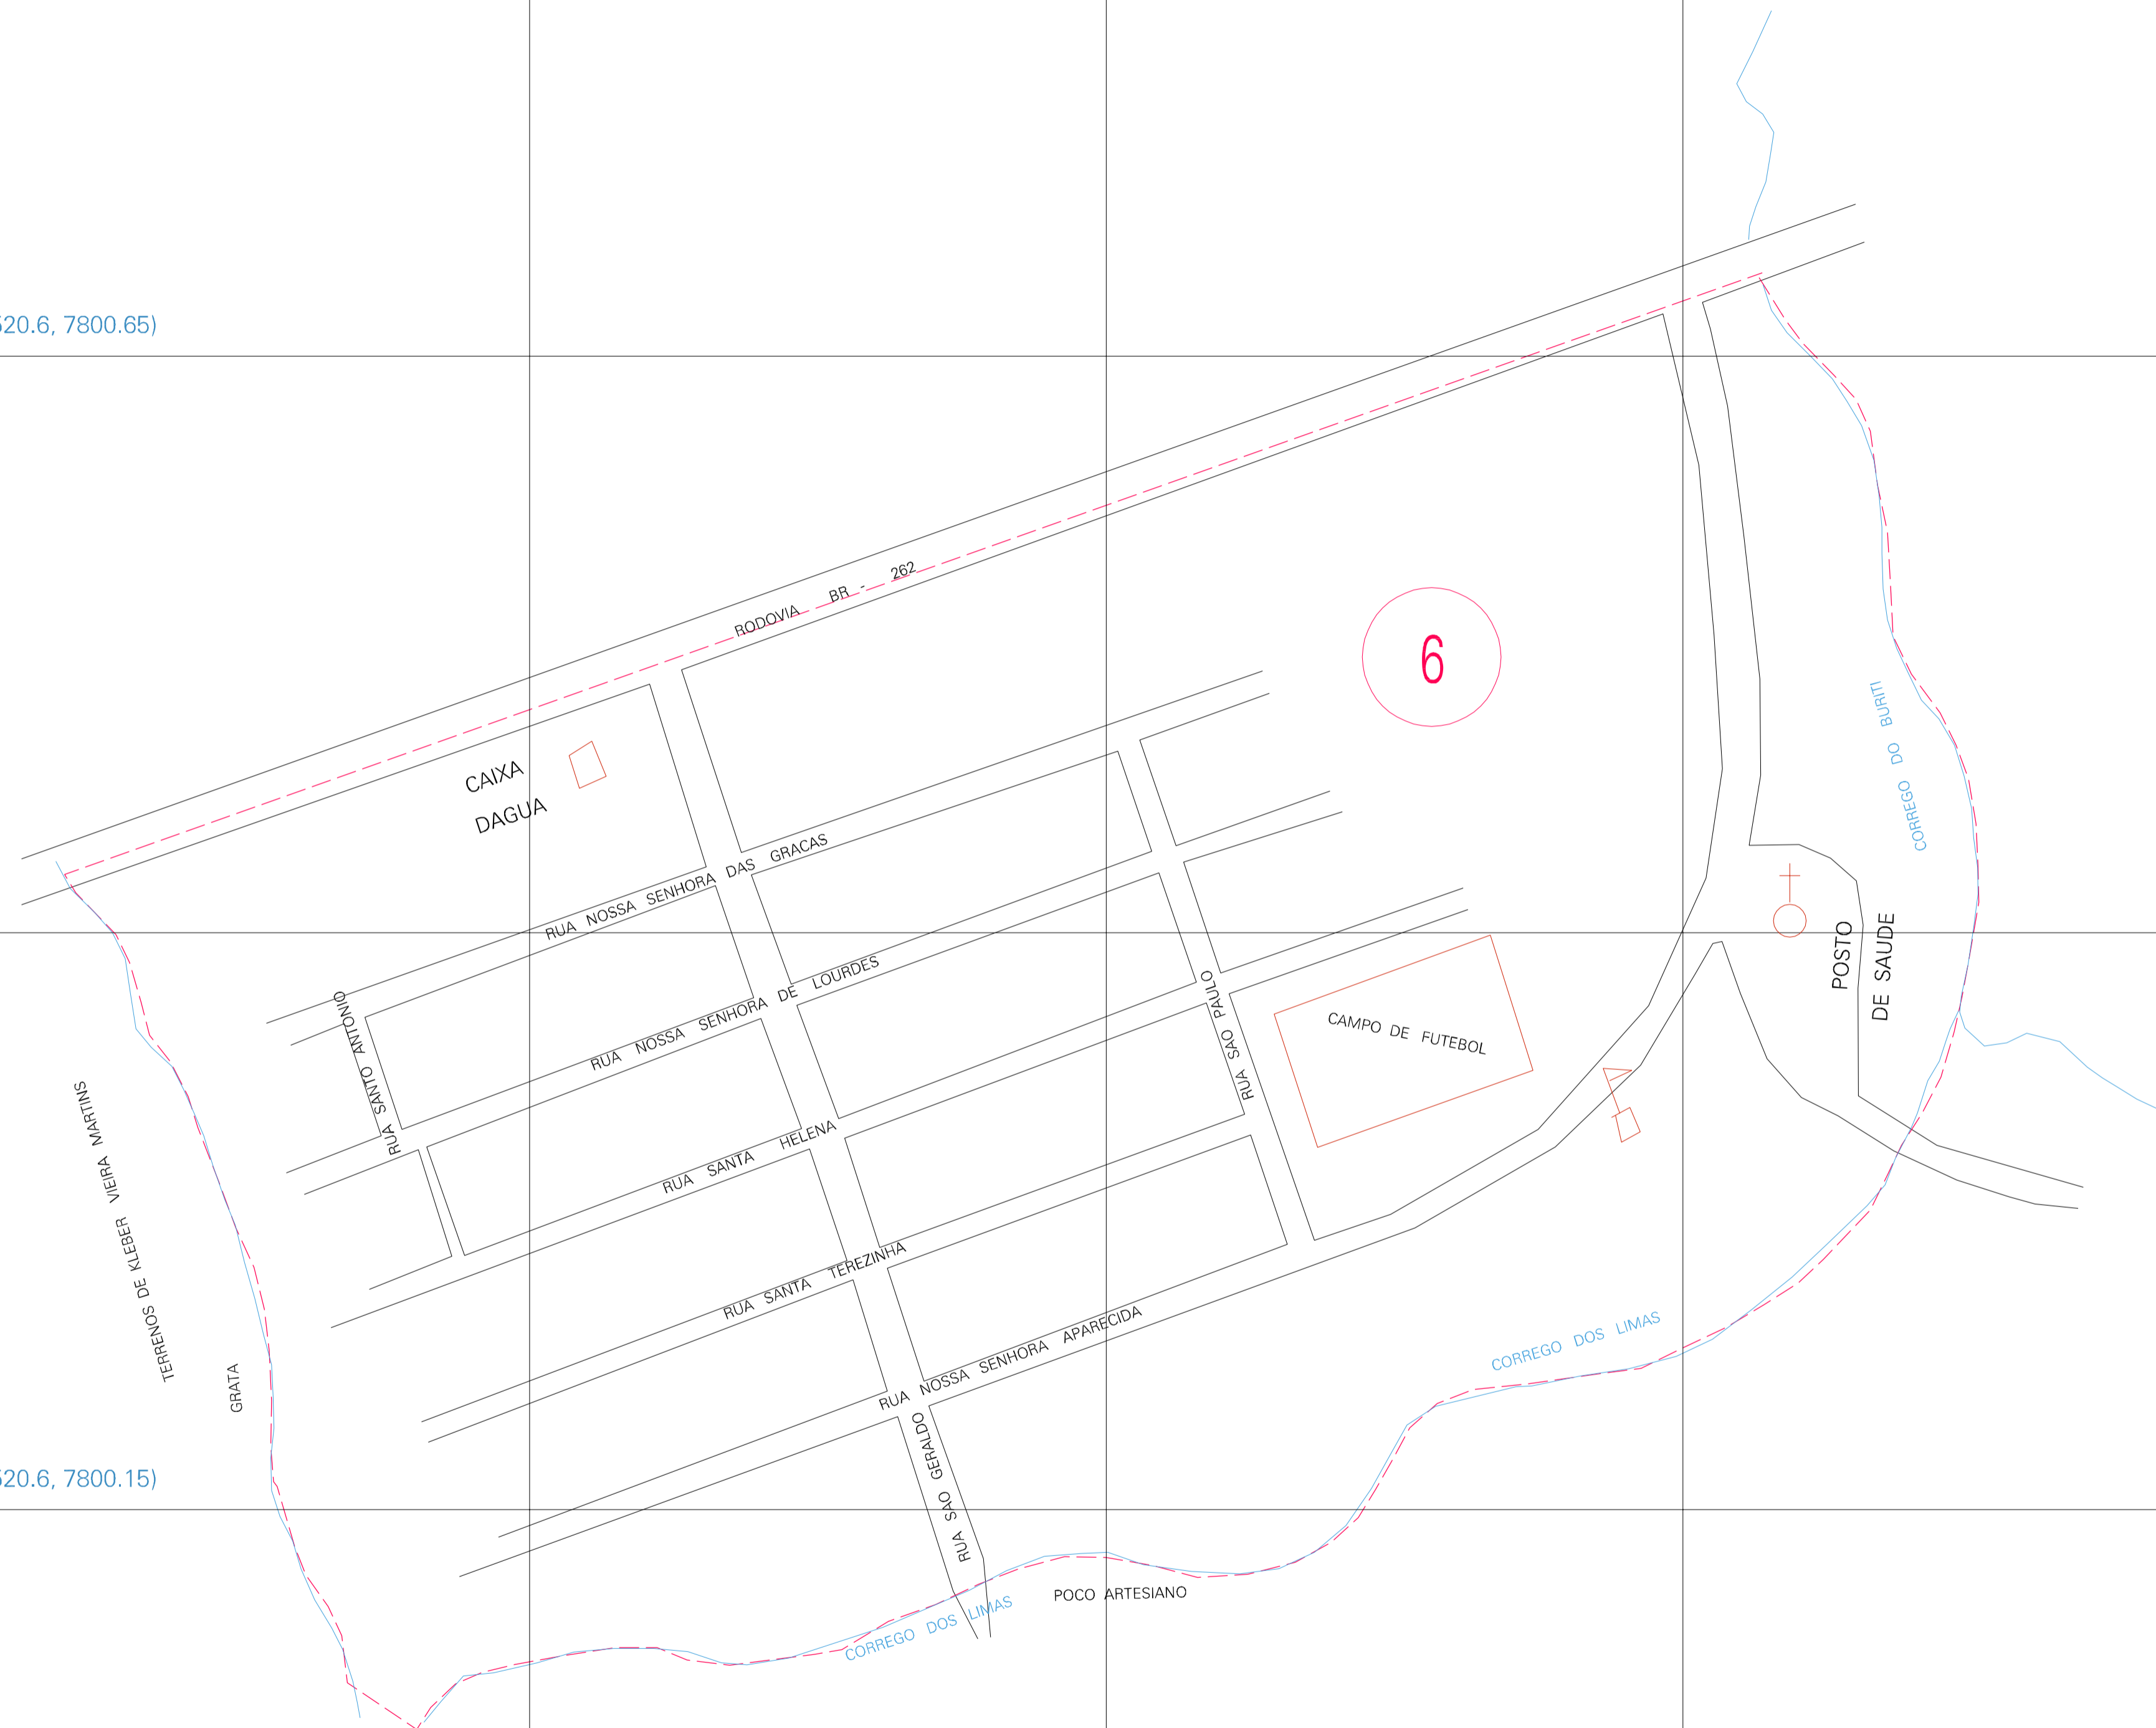 520.6, 7800.65)
RODOVIA BR - 262
6
CAIXA
DAGUA
CORREGO DO BURITI
RUA NOSSA SENHORA DAS GRACAS
RUA NOSSA SENHORA DE LOURDES
RUA SANTO ANTONIO
RUA SAO PAULO
CAMPO DE FUTEBOL
POSTO
DE SAUDE
RUA SANTA HELENA
RUA SANTA TEREZINHA
RUA NOSSA SENHORA APARECIDA
TERRENOS DE KLEBER VIEIRA MARTINS
GRATA
CORREGO DOS LIMAS
RUA SAO GERALDO
520.6, 7800.15)
POCO ARTESIANO
CORREGO DOS LIMAS